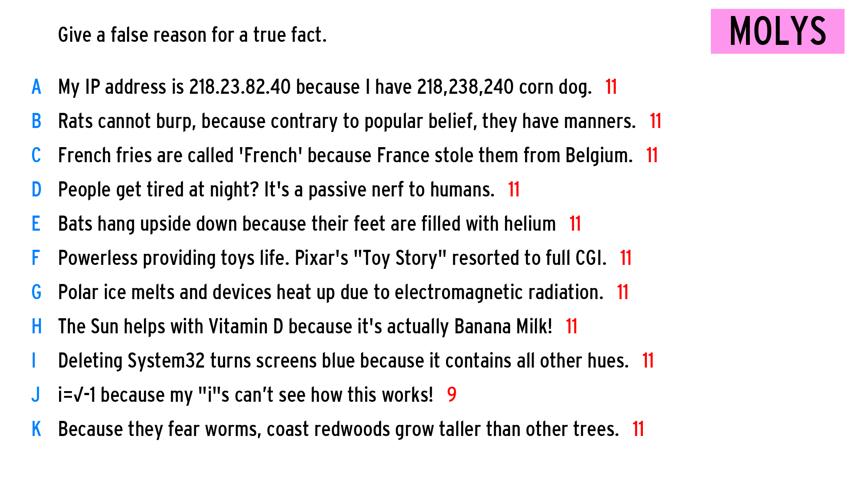 Give a false reason for a true fact.
MOLYS
A My IP address is 218.23.82.40 because I have 218,238,240 corn dog. 11
B Rats cannot burp, because contrary to popular belief, they have manners. 11
C French fries are called 'French' because France stole them from Belgium. 11
D People get tired at night? It's a passive nerf to humans. 11
E Bats hang upside down because their feet are filled with helium 11
F Powerless providing toys life. Pixar's "Toy Story" resorted to full CGI. 11
G Polar ice melts and devices heat up due to electromagnetic radiation. 11
H The Sun helps with Vitamin D because it's actually Banana Milk! 11
I Deleting System32 turns screens blue because it contains all other hues. 11
J i=√-1 because my "i"s can’t see how this works! 9
K Because they fear worms, coast redwoods grow taller than other trees. 11